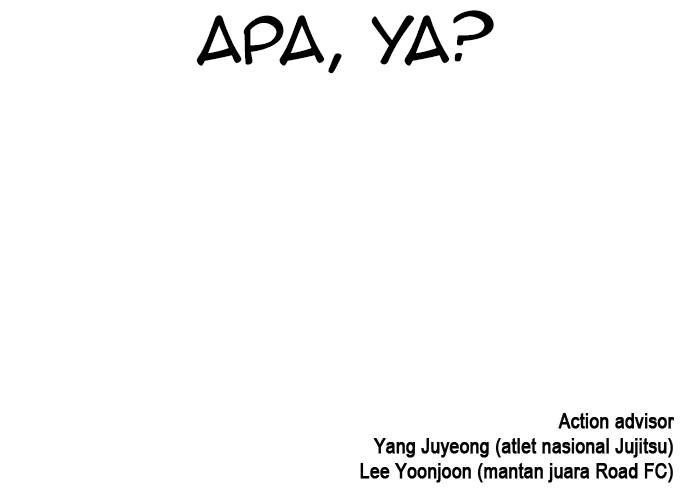 APA, YA?
Action advisor
Yang Juyeong (atlet nasional Jujitsu)
Lee Yoonjoon (mantan juara Road FC)